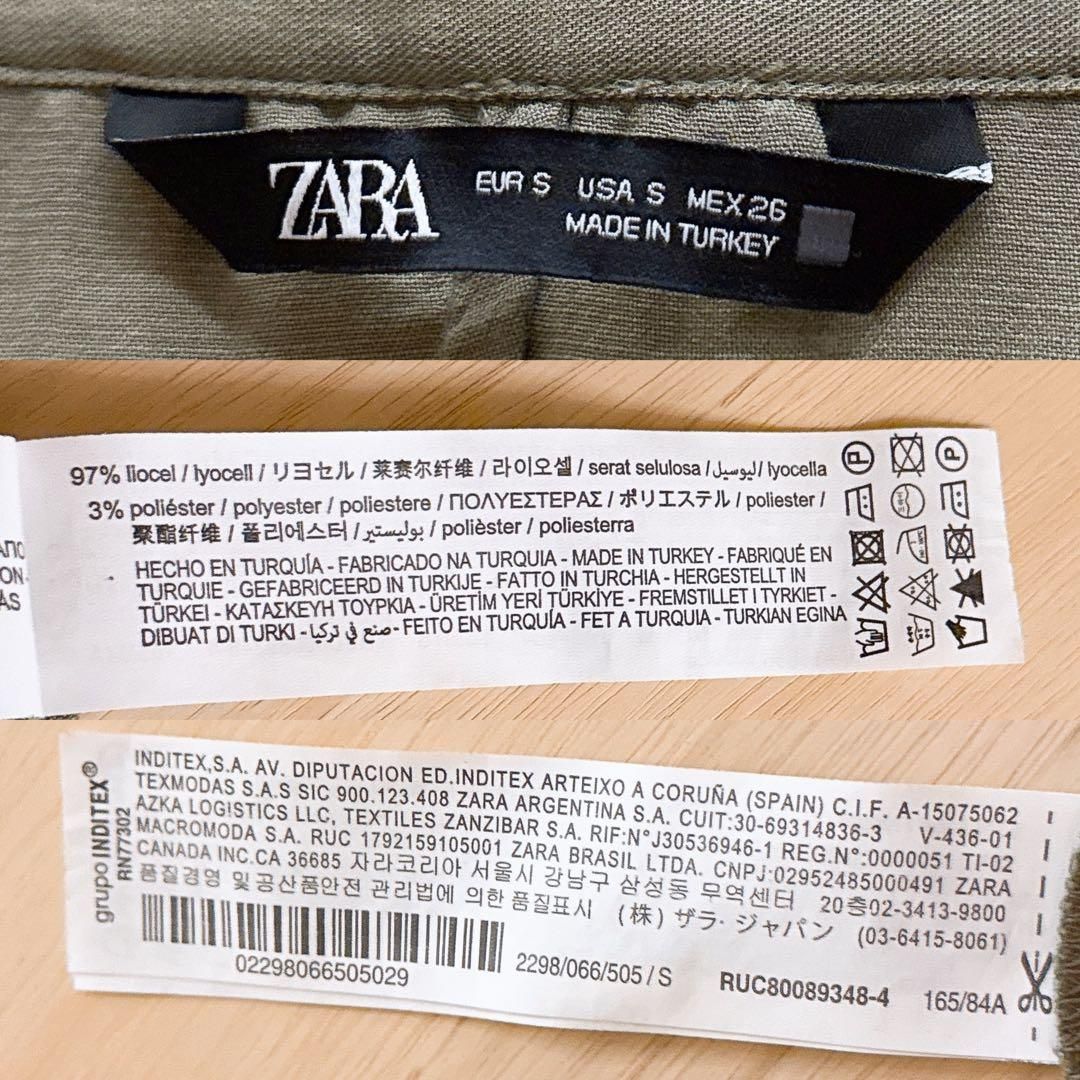 ZARA
EUR S USA S MEX 26
MADE IN TURKEY
97% liocel / lyocell / リヨセル / 莱赛尔纤维 / 라이오셀 / serat selulosa / ليوسيل / lyocella
3% poliéster / polyester / poliestere / ΠΟΛΥΕΣΤΕΡΑΣ / ポリエステル / poliester /
聚酯纤维 / 폴리에스터 / بوليستير / polièster / poliesterra
HECHO EN TURQUÍA - FABRICADO NA TURQUIA - MADE IN TURKEY - FABRIQUÉ EN
TURQUIE - GEFABRICEERD IN TURKIJE - FATTO IN TURCHIA - HERGESTELLT IN
TÜRKEI - ΚΑΤΑΣΚΕΥΗ ΤΟΥΡΚΙΑ - ÜRETİM YERİ TÜRKİYE - FREMSTILLET I TYRKIET -
DIBUAT DI TURKI - صنع في تركيا - FEITO EN TURQUÍA - FET A TURQUIA - TURKIAN EGINA
grupo INDITEX®
RN77302
INDITEX,S.A. AV. DIPUTACION ED.INDITEX ARTEIXO A CORUÑA (SPAIN) C.I.F. A-15075062
TEXMODAS S.A.S SIC 900.123.408 ZARA ARGENTINA S.A. CUIT:30-69314836-3 V-436-01
AZKA LOGISTICS LLC, TEXTILES ZANZIBAR S.A. RIF:N°J30536946-1 REG.N°:0000051 TI-02
MACROMODA S.A. RUC 1792159105001 ZARA BRASIL LTDA. CNPJ:02952485000491 ZARA
CANADA INC.CA 36685 자라코리아 서울시 강남구 삼성동 무역센터 20층02-3413-9800
품질경영 및 공산품안전 관리법에 의한 품질표시 (株) ザラ・ジャパン (03-6415-8061)
02298066505029
2298/066/505 / S
RUC80089348-4
165/84A